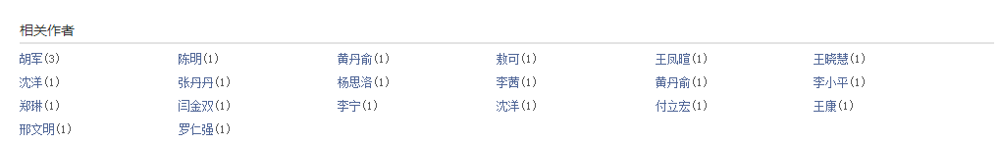 相关作者
胡军(3) 陈明(1) 黄丹俞(1) 敖可(1) 王凤暄(1) 王晓慧(1)
沈洋(1) 张丹丹(1) 杨思洛(1) 李茜(1) 黄丹俞(1) 李小平(1)
郑琳(1) 闫金双(1) 李宁(1) 沈洋(1) 付立宏(1) 王康(1)
邢文明(1) 罗仁强(1)